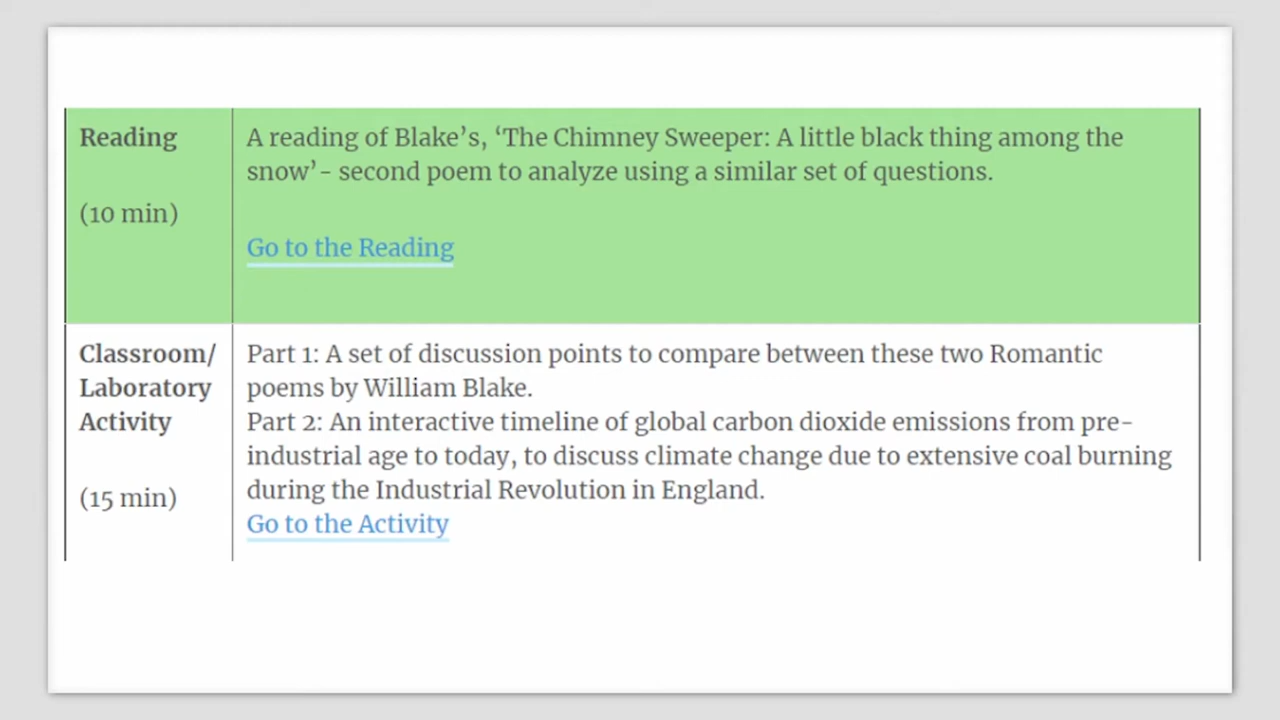 Reading
(10 min)
A reading of Blake's, 'The Chimney Sweeper: A little black thing among the
snow'- second poem to analyze using a similar set of questions.
Go to the Reading
Classroom/
Laboratory
Activity
(15 min)
Part 1: A set of discussion points to compare between these two Romantic
poems by William Blake.
Part 2: An interactive timeline of global carbon dioxide emissions from pre-
industrial age to today, to discuss climate change due to extensive coal burning
during the Industrial Revolution in England.
Go to the Activity